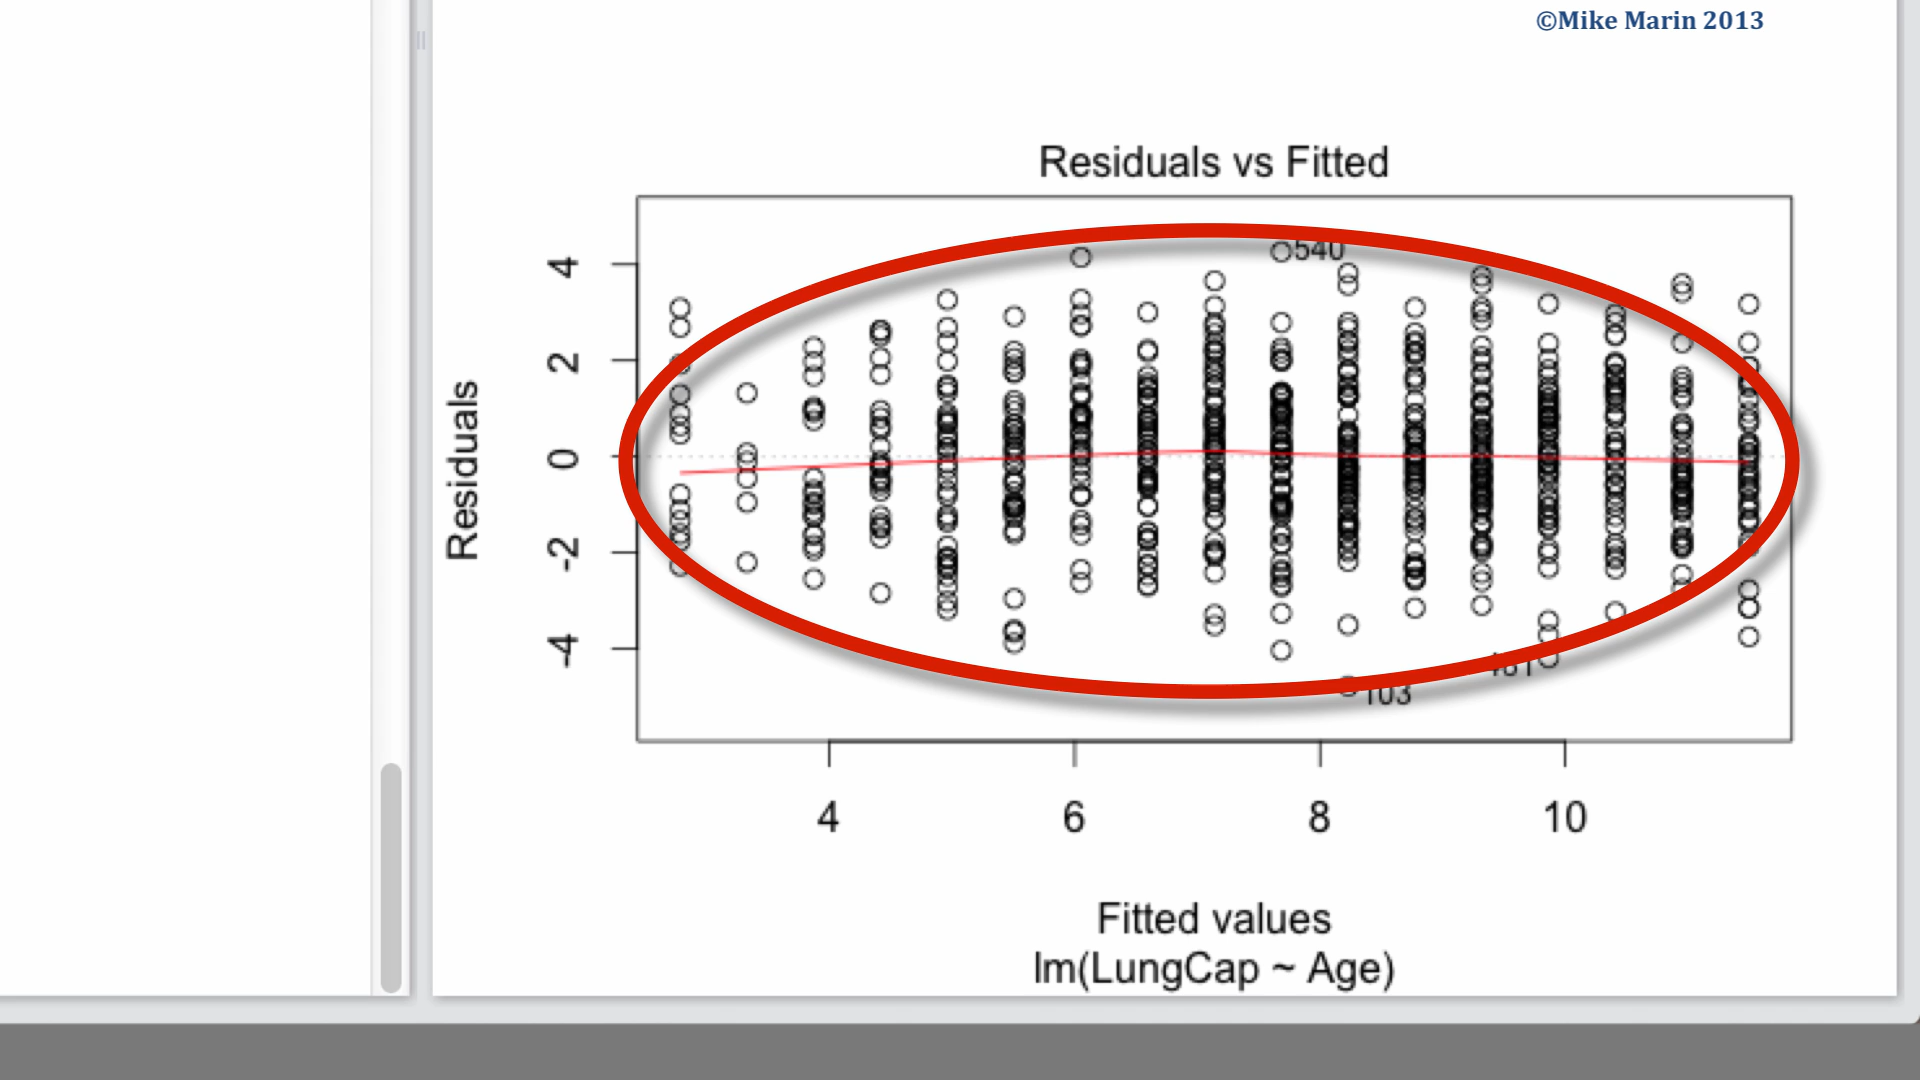 ©Mike Marin 2013
Residuals vs Fitted
Residuals
4
2
0
-2
-4
540
103
4
6
8
10
Fitted values
lm(LungCap ~ Age)